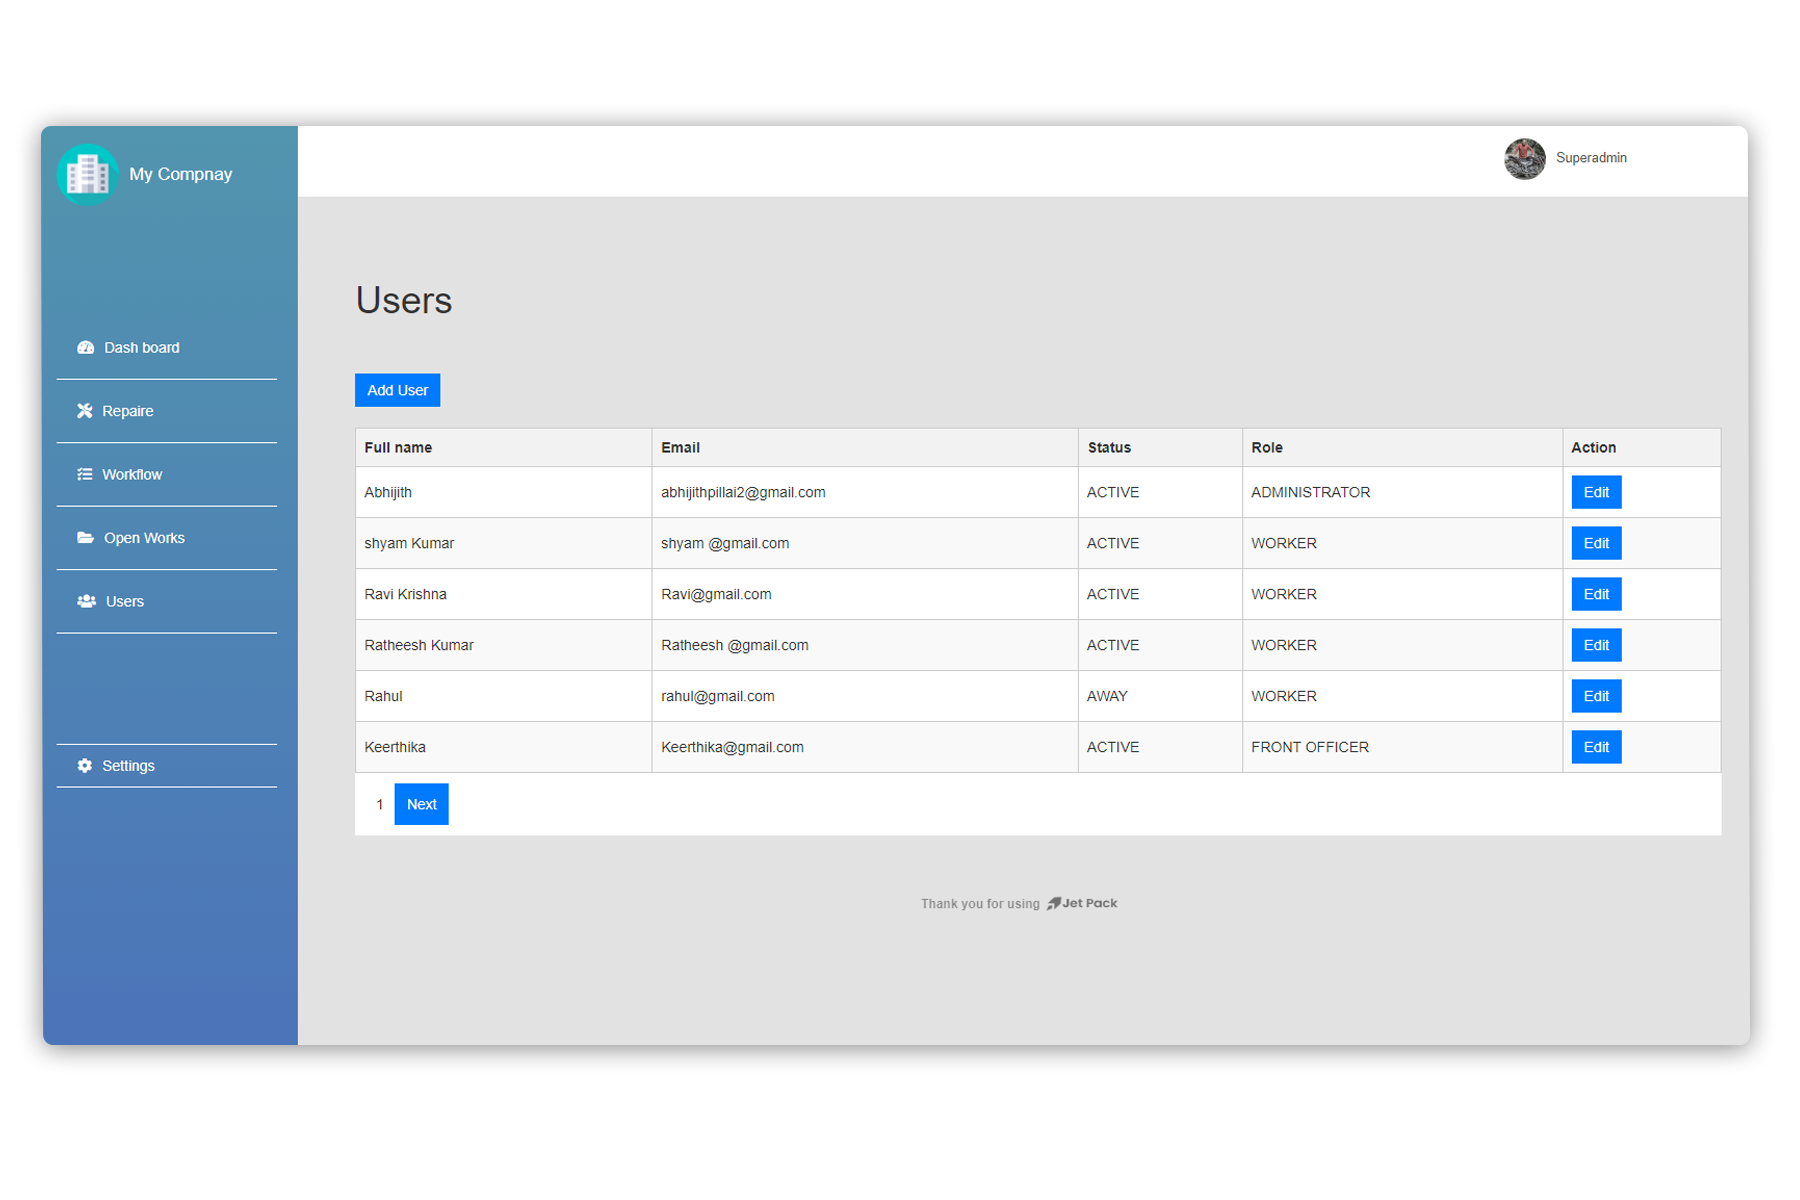 My Compnay
Superadmin
Users
Dash board
Add User
Repaire
Full name Email Status Role Action
Workflow
Abhijith abhijithpillai2@gmail.com ACTIVE ADMINISTRATOR Edit
Open Works
shyam Kumar shyam @gmail.com ACTIVE WORKER Edit
Users
Ravi Krishna Ravi@gmail.com ACTIVE WORKER Edit
Ratheesh Kumar Ratheesh @gmail.com ACTIVE WORKER Edit
Rahul rahul@gmail.com AWAY WORKER Edit
Keerthika Keerthika@gmail.com ACTIVE FRONT OFFICER Edit
Settings
1 Next
Thank you for using Jet Pack